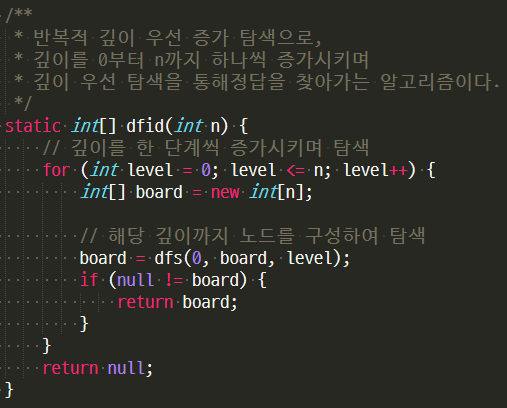 /**
 * 반복적 깊이 우선 증가 탐색으로,
 * 깊이를 0부터 n까지 하나씩 증가시키며
 * 깊이 우선 탐색을 통해정답을 찾아가는 알고리즘이다.
 */
static int[] dfid(int n) {
    // 깊이를 한 단계씩 증가시키며 탐색
    for (int level = 0; level <= n; level++) {
        int[] board = new int[n];

        // 해당 깊이까지 노드를 구성하여 탐색
        board = dfs(0, board, level);
        if (null != board) {
            return board;
        }
    }
    return null;
}